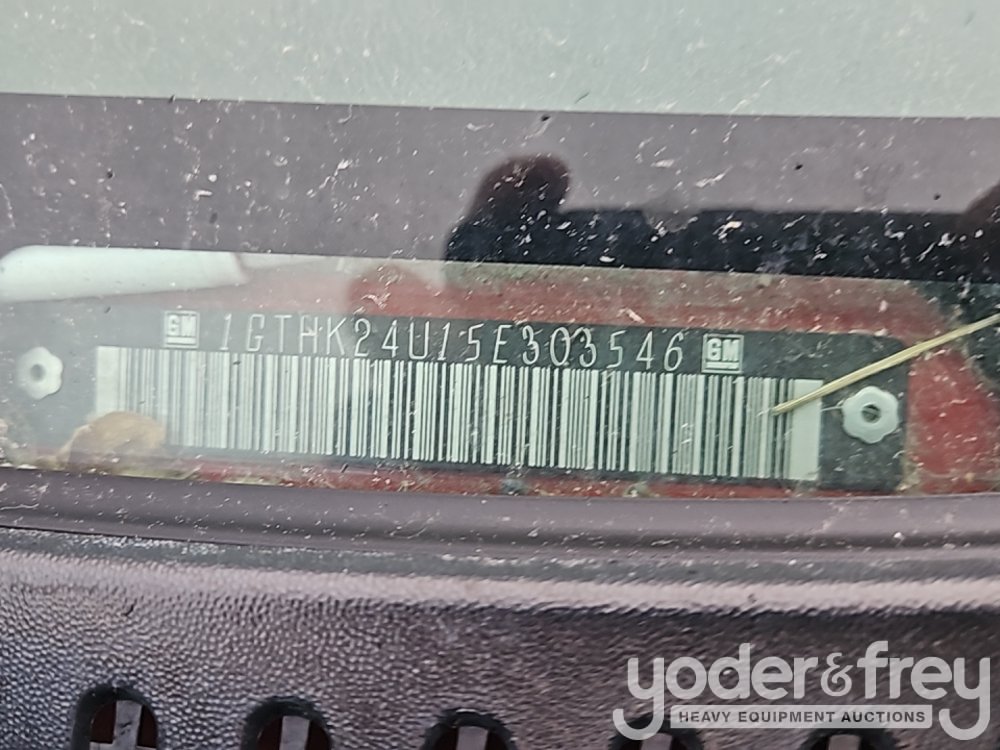 GM 1GTHK24U15E303546 GM
yoder&frey
HEAVY EQUIPMENT AUCTIONS